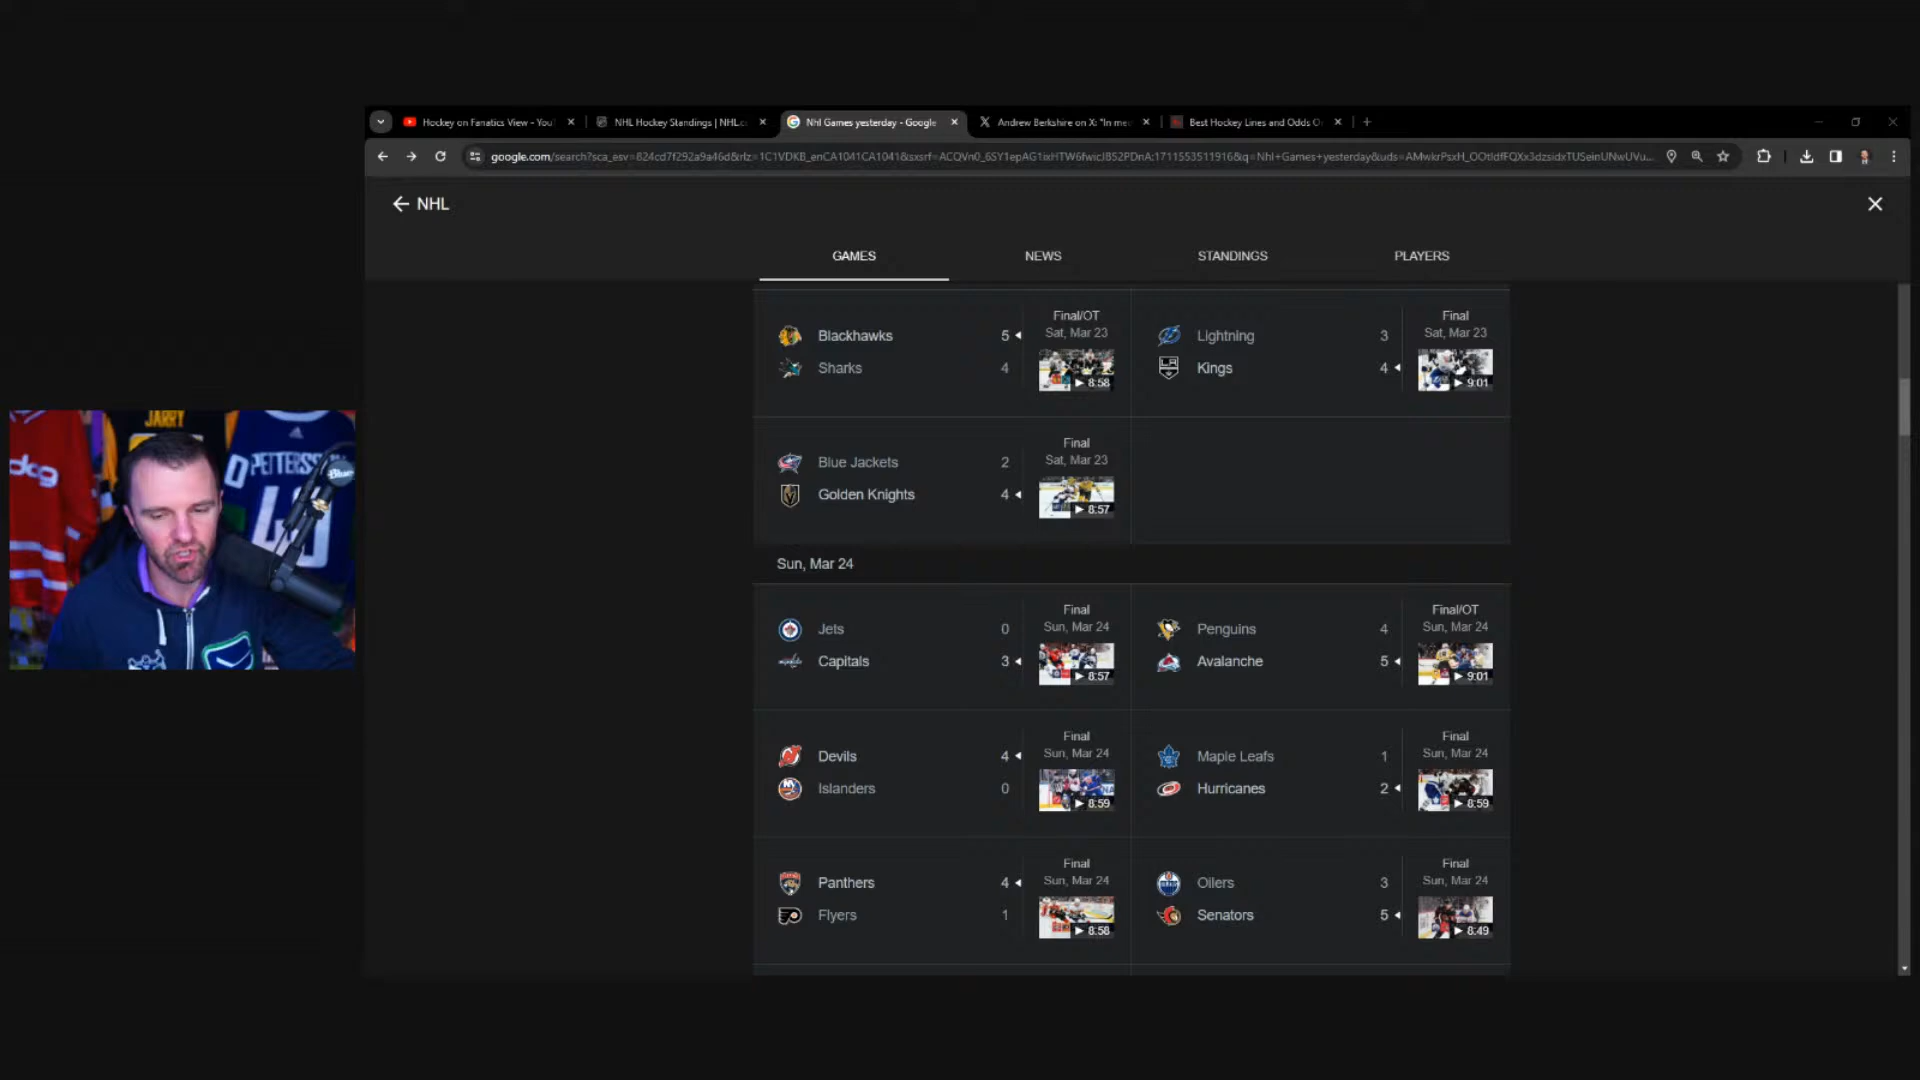 Hockey on Fanatics View - You
NHL Hockey Standings | NHL.c
Nhl Games yesterday - Google
Andrew Berkshire on X: "In me
Best Hockey Lines and Odds O
NHL
GAMES NEWS STANDINGS PLAYERS
Blackhawks 5
Sharks 4
Final/OT
Sat, Mar 23
8:58
Lightning 3
Kings 4
Final
Sat, Mar 23
9:01
Blue Jackets 2
Golden Knights 4
Final
Sat, Mar 23
8:57
Sun, Mar 24
Jets 0
Capitals 3
Final
Sun, Mar 24
8:57
Penguins 4
Avalanche 5
Final/OT
Sun, Mar 24
9:01
Devils 4
Islanders 0
Final
Sun, Mar 24
8:59
Maple Leafs 1
Hurricanes 2
Final
Sun, Mar 24
8:59
Panthers 4
Flyers 1
Final
Sun, Mar 24
8:58
Oilers 3
Senators 5
Final
Sun, Mar 24
8:49
JARRY
PETTERSS
40
Blue